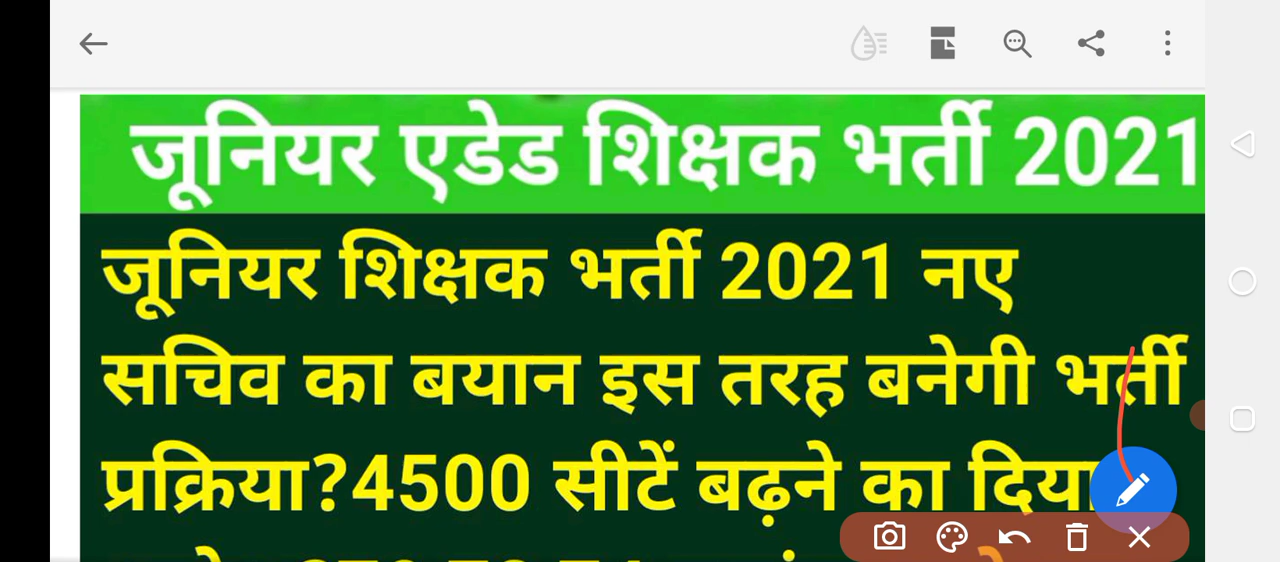 जूनियर एडेड शिक्षक भर्ती 2021
जूनियर शिक्षक भर्ती 2021 नए
सचिव का बयान इस तरह बनेगी भर्ती
प्रक्रिया?4500 सीटें बढ़ने का दिया